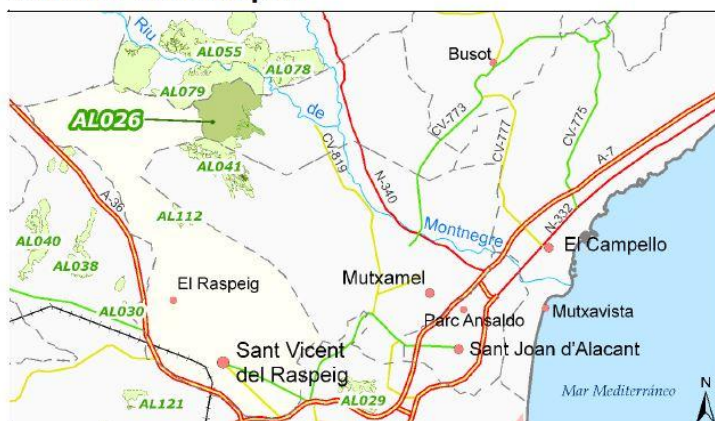 Riu
AL055
Busot
AL078
AL079
AL026
de
CV-773
CV-777
CV-775
CV-819
A-7
AL041
N-340
A-36
AL112
N-332
Montnegre
AL040
AL038
El Campello
El Raspeig
Mutxamel
AL030
Parc Ansaldo
Mutxavista
Sant Vicent
del Raspeig
Sant Joan d'Alacant
AL029
AL121
Mar Mediterráneo
N